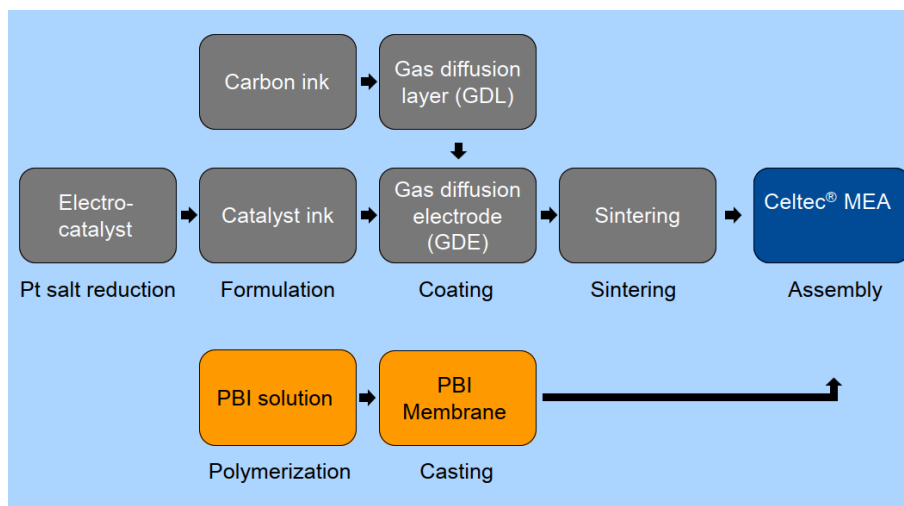 Carbon ink
Gas diffusion
layer (GDL)
Electro-
catalyst
Catalyst ink
Gas diffusion
electrode
(GDE)
Sintering
Celtec® MEA
Pt salt reduction
Formulation
Coating
Sintering
Assembly
PBI solution
PBI
Membrane
Polymerization
Casting